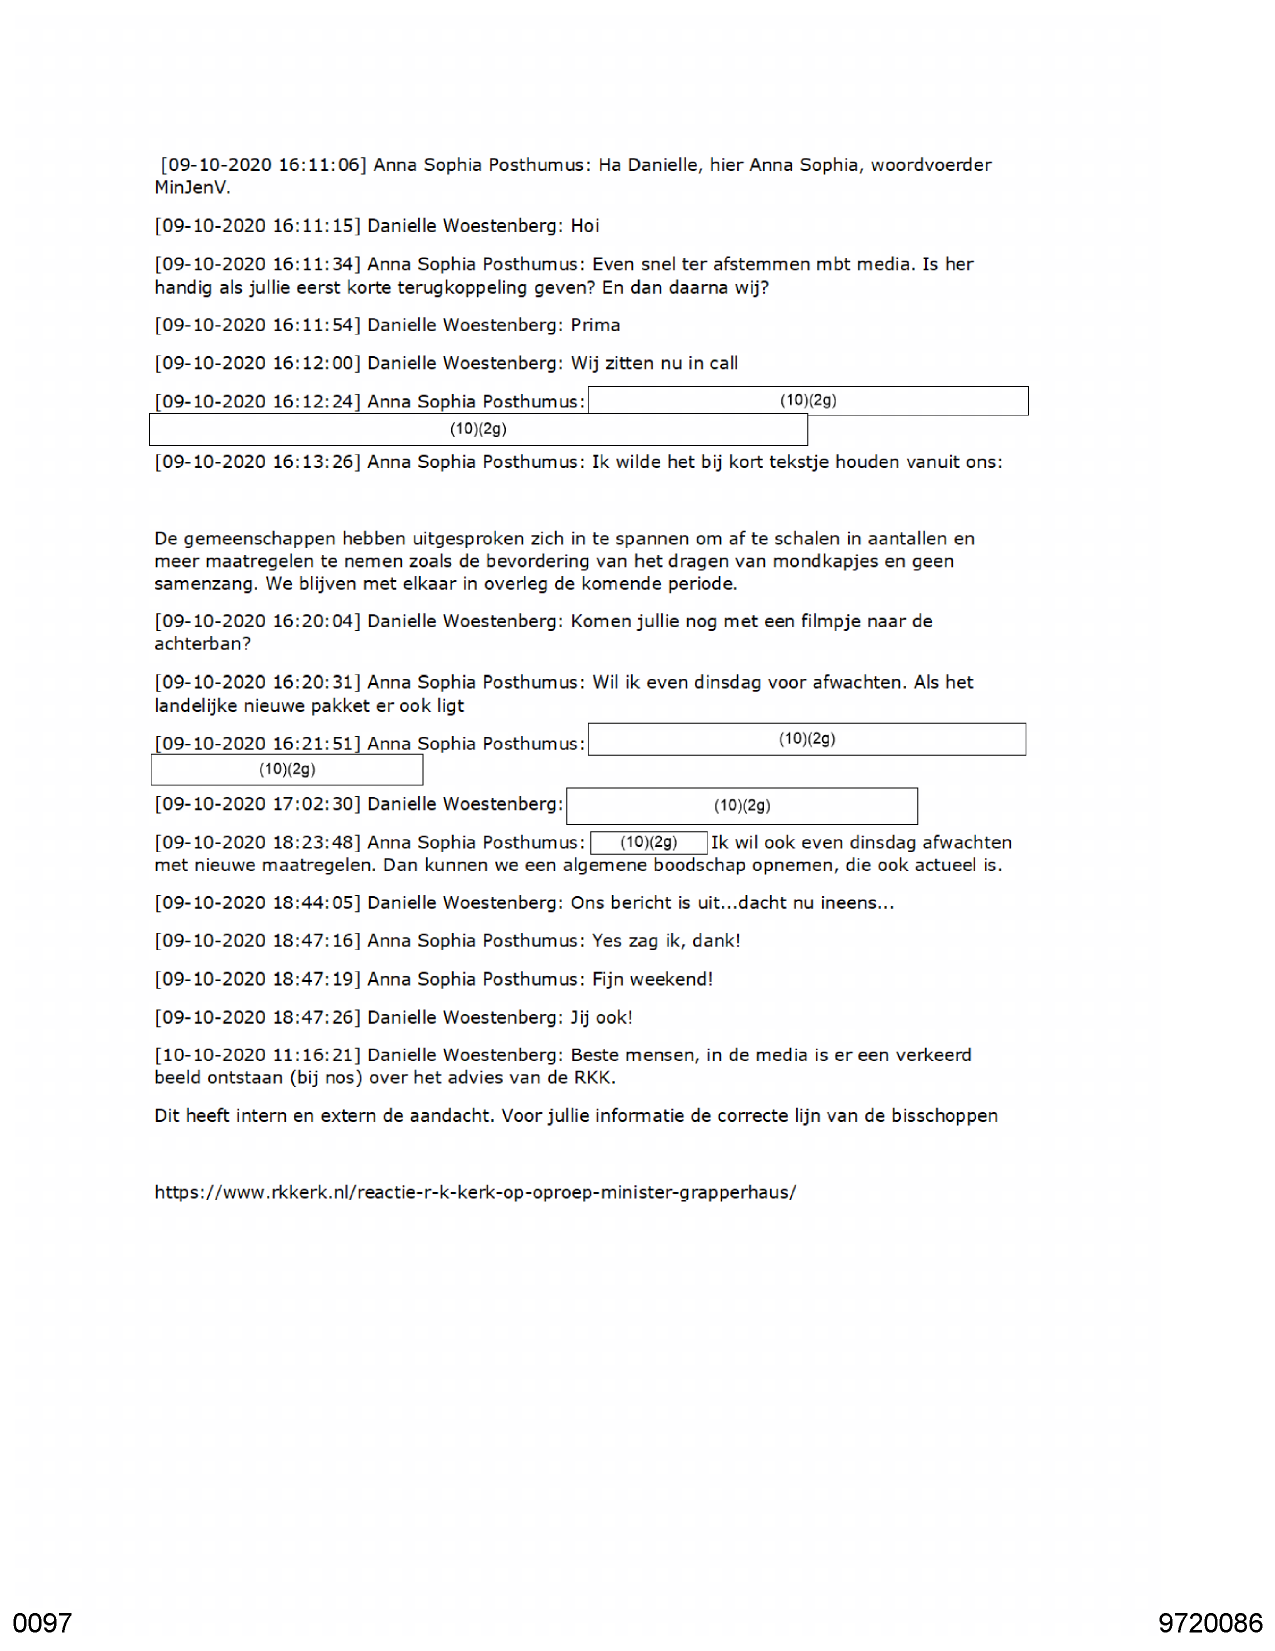 [09-10-2020 16:11:06] Anna Sophia Posthumus: Ha Danielle, hier Anna Sophia, woordvoerder
MinJenV.
[09-10-2020 16:11:15] Danielle Woestenberg: Hoi
[09-10-2020 16:11:34] Anna Sophia Posthumus: Even snel ter afstemmen mbt media. Is her
handig als jullie eerst korte terugkoppeling geven? En dan daarna wij?
[09-10-2020 16:11:54] Danielle Woestenberg: Prima
[09-10-2020 16:12:00] Danielle Woestenberg: Wij zitten nu in call
[09-10-2020 16:12:24] Anna Sophia Posthumus: (10)(2g)
(10)(2g)
[09-10-2020 16:13:26] Anna Sophia Posthumus: Ik wilde het bij kort tekstje houden vanuit ons:
De gemeenschappen hebben uitgesproken zich in te spannen om af te schalen in aantallen en
meer maatregelen te nemen zoals de bevordering van het dragen van mondkapjes en geen
samenzang. We blijven met elkaar in overleg de komende periode.
[09-10-2020 16:20:04] Danielle Woestenberg: Komen jullie nog met een filmpje naar de
achterban?
[09-10-2020 16:20:31] Anna Sophia Posthumus: Wil ik even dinsdag voor afwachten. Als het
landelijke nieuwe pakket er ook ligt
[09-10-2020 16:21:51] Anna Sophia Posthumus: (10)(2g)
(10)(2g)
[09-10-2020 17:02:30] Danielle Woestenberg: (10)(2g)
[09-10-2020 18:23:48] Anna Sophia Posthumus: (10)(2g) Ik wil ook even dinsdag afwachten
met nieuwe maatregelen. Dan kunnen we een algemene boodschap opnemen, die ook actueel is.
[09-10-2020 18:44:05] Danielle Woestenberg: Ons bericht is uit...dacht nu ineens...
[09-10-2020 18:47:16] Anna Sophia Posthumus: Yes zag ik, dank!
[09-10-2020 18:47:19] Anna Sophia Posthumus: Fijn weekend!
[09-10-2020 18:47:26] Danielle Woestenberg: Jij ook!
[10-10-2020 11:16:21] Danielle Woestenberg: Beste mensen, in de media is er een verkeerd
beeld ontstaan (bij nos) over het advies van de RKK.
Dit heeft intern en extern de aandacht. Voor jullie informatie de correcte lijn van de bisschoppen
https://www.rkkerk.nl/reactie-r-k-kerk-op-oproep-minister-grapperhaus/
0097 9720086